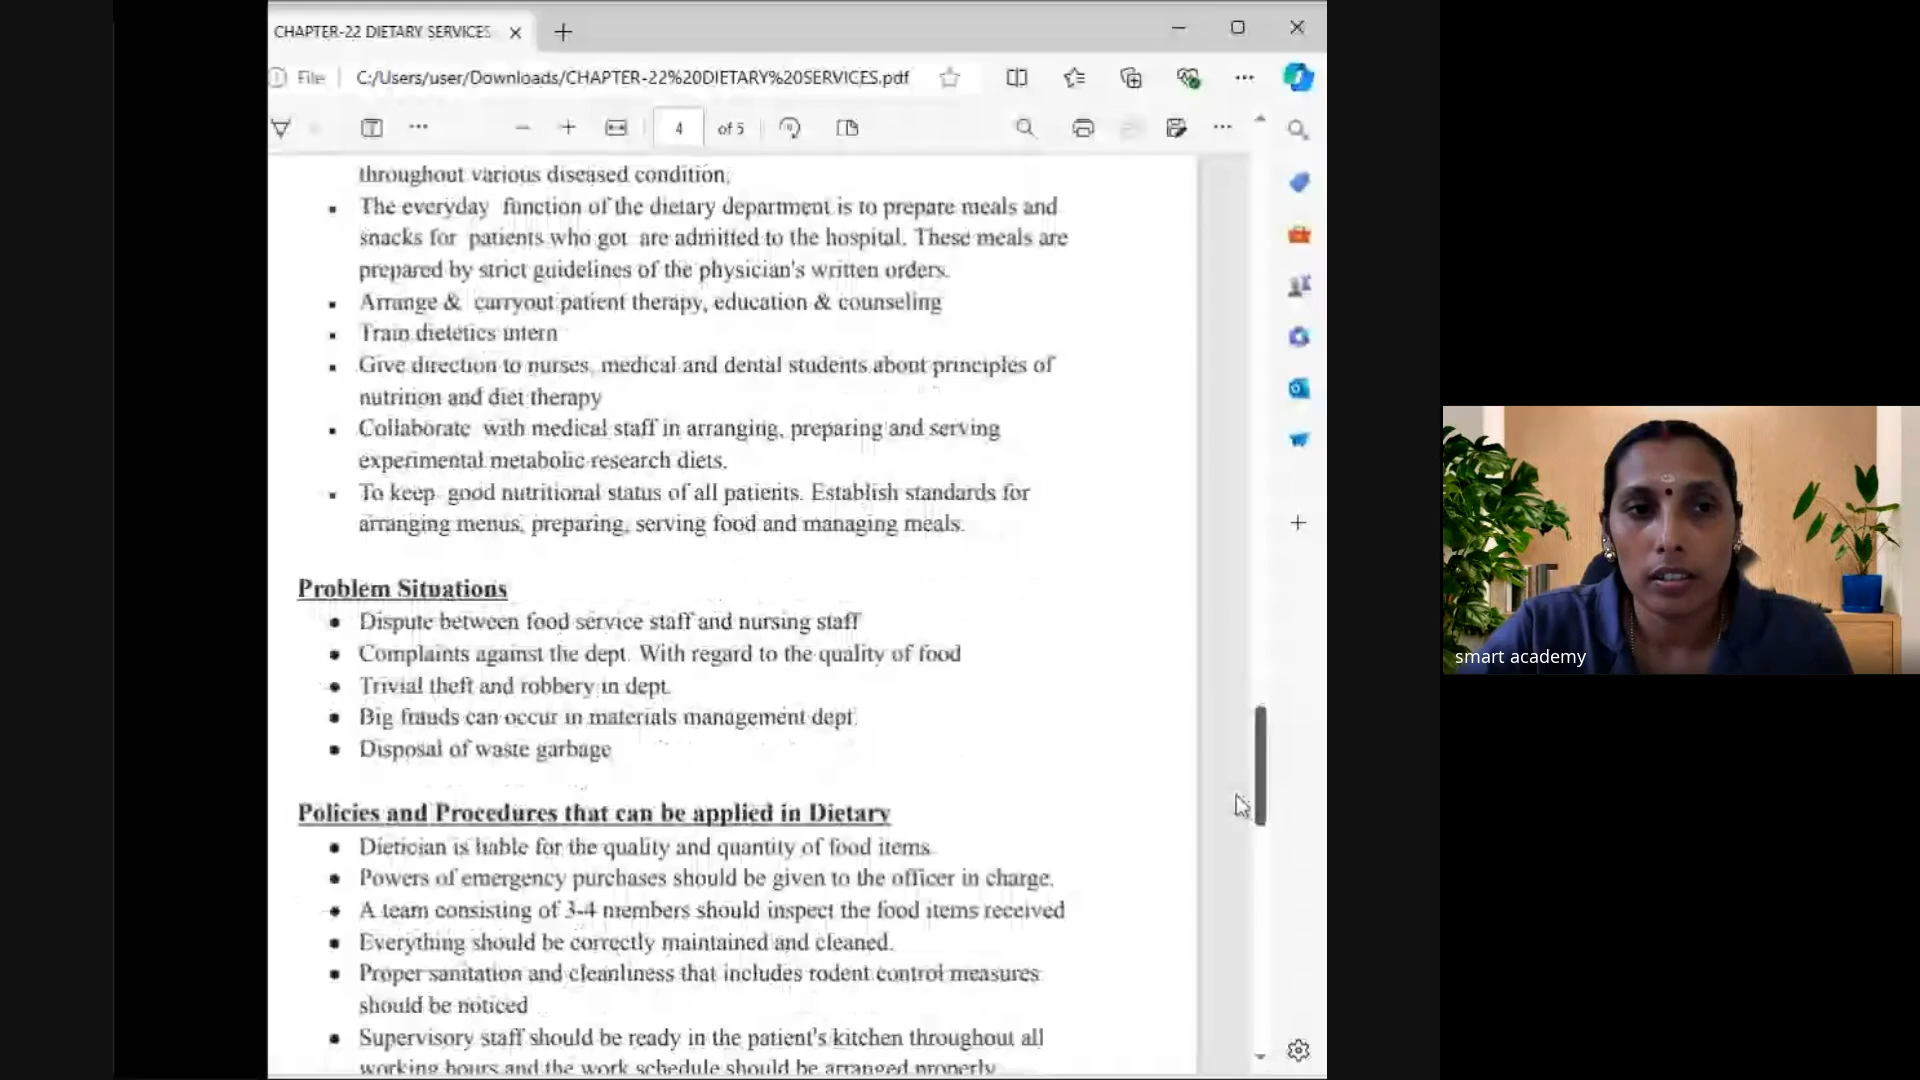 CHAPTER-22 DIETARY SERVICES
File
C:/Users/user/Downloads/CHAPTER-22%20DIETARY%20SERVICES.pdf
4 of 5
throughout various diseased condition.
The everyday function of the dietary department is to prepare meals and
snacks for patients who got are admitted to the hospital. These meals are
prepared by strict guidelines of the physician's written orders.
Arrange & carryout patient therapy, education & counseling
Train dietetics intern
Give direction to nurses, medical and dental students about principles of
nutrition and diet therapy
Collaborate with medical staff in arranging, preparing and serving
experimental metabolic research diets.
To keep good nutritional status of all patients. Establish standards for
arranging menus, preparing, serving food and managing meals.
Problem Situations
Dispute between food service staff and nursing staff
Complaints against the dept. With regard to the quality of food
Trivial theft and robbery in dept.
Big frauds can occur in materials management dept.
Disposal of waste garbage
Policies and Procedures that can be applied in Dietary
Dietician is liable for the quality and quantity of food items.
Powers of emergency purchases should be given to the officer in charge.
A team consisting of 3-4 members should inspect the food items received
Everything should be correctly maintained and cleaned.
Proper sanitation and cleanliness that includes rodent control measures
should be noticed
Supervisory staff should be ready in the patient's kitchen throughout all
working hours and the work schedule should be arranged properly
smart academy